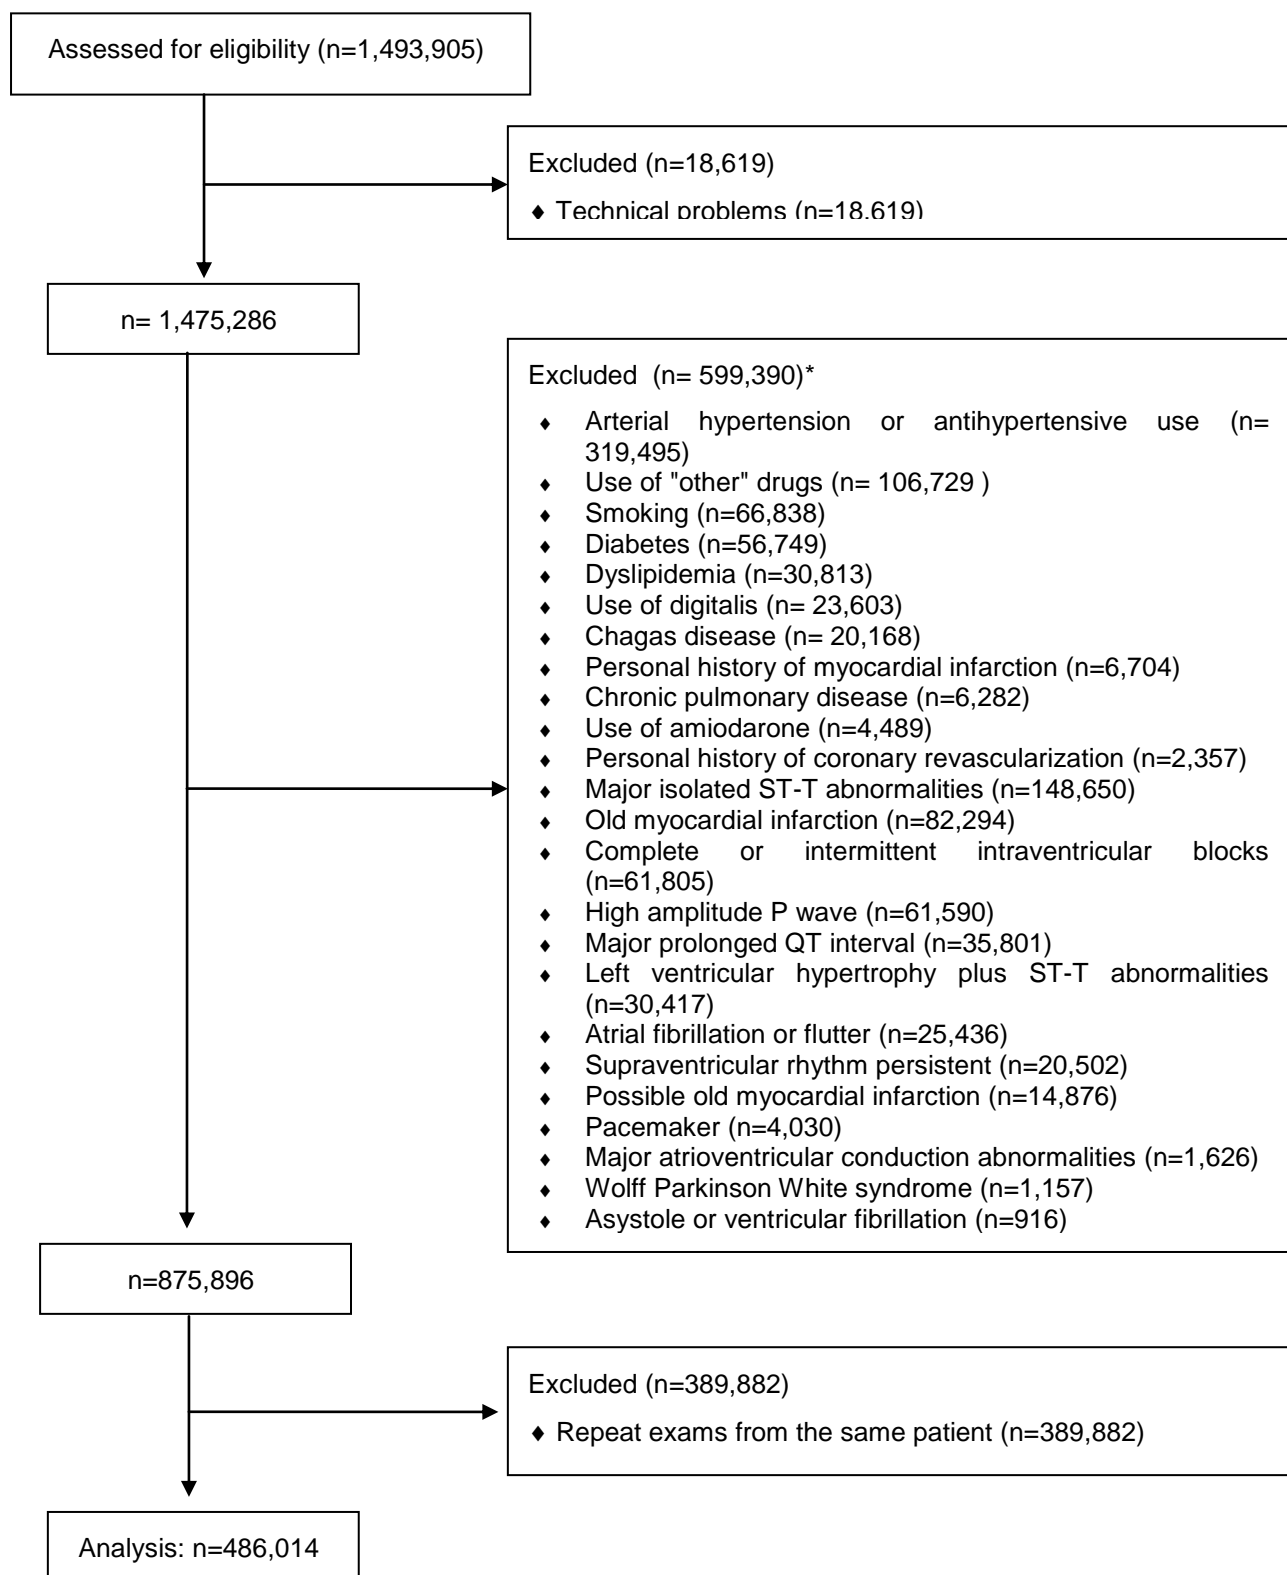 Assessed for eligibility (n=1,493,905)
Excluded (n=18,619)
♦ Technical problems (n=18.619)
n= 1,475,286
Excluded (n= 599,390)*
♦ Arterial hypertension or antihypertensive use (n=
319,495)
♦ Use of "other" drugs (n= 106,729 )
♦ Smoking (n=66,838)
♦ Diabetes (n=56,749)
♦ Dyslipidemia (n=30,813)
♦ Use of digitalis (n= 23,603)
♦ Chagas disease (n= 20,168)
♦ Personal history of myocardial infarction (n=6,704)
♦ Chronic pulmonary disease (n=6,282)
♦ Use of amiodarone (n=4,489)
♦ Personal history of coronary revascularization (n=2,357)
♦ Major isolated ST-T abnormalities (n=148,650)
♦ Old myocardial infarction (n=82,294)
♦ Complete or intermittent intraventricular blocks
(n=61,805)
♦ High amplitude P wave (n=61,590)
♦ Major prolonged QT interval (n=35,801)
♦ Left ventricular hypertrophy plus ST-T abnormalities
(n=30,417)
♦ Atrial fibrillation or flutter (n=25,436)
♦ Supraventricular rhythm persistent (n=20,502)
♦ Possible old myocardial infarction (n=14,876)
♦ Pacemaker (n=4,030)
♦ Major atrioventricular conduction abnormalities (n=1,626)
♦ Wolff Parkinson White syndrome (n=1,157)
♦ Asystole or ventricular fibrillation (n=916)
n=875,896
Excluded (n=389,882)
♦ Repeat exams from the same patient (n=389,882)
Analysis: n=486,014